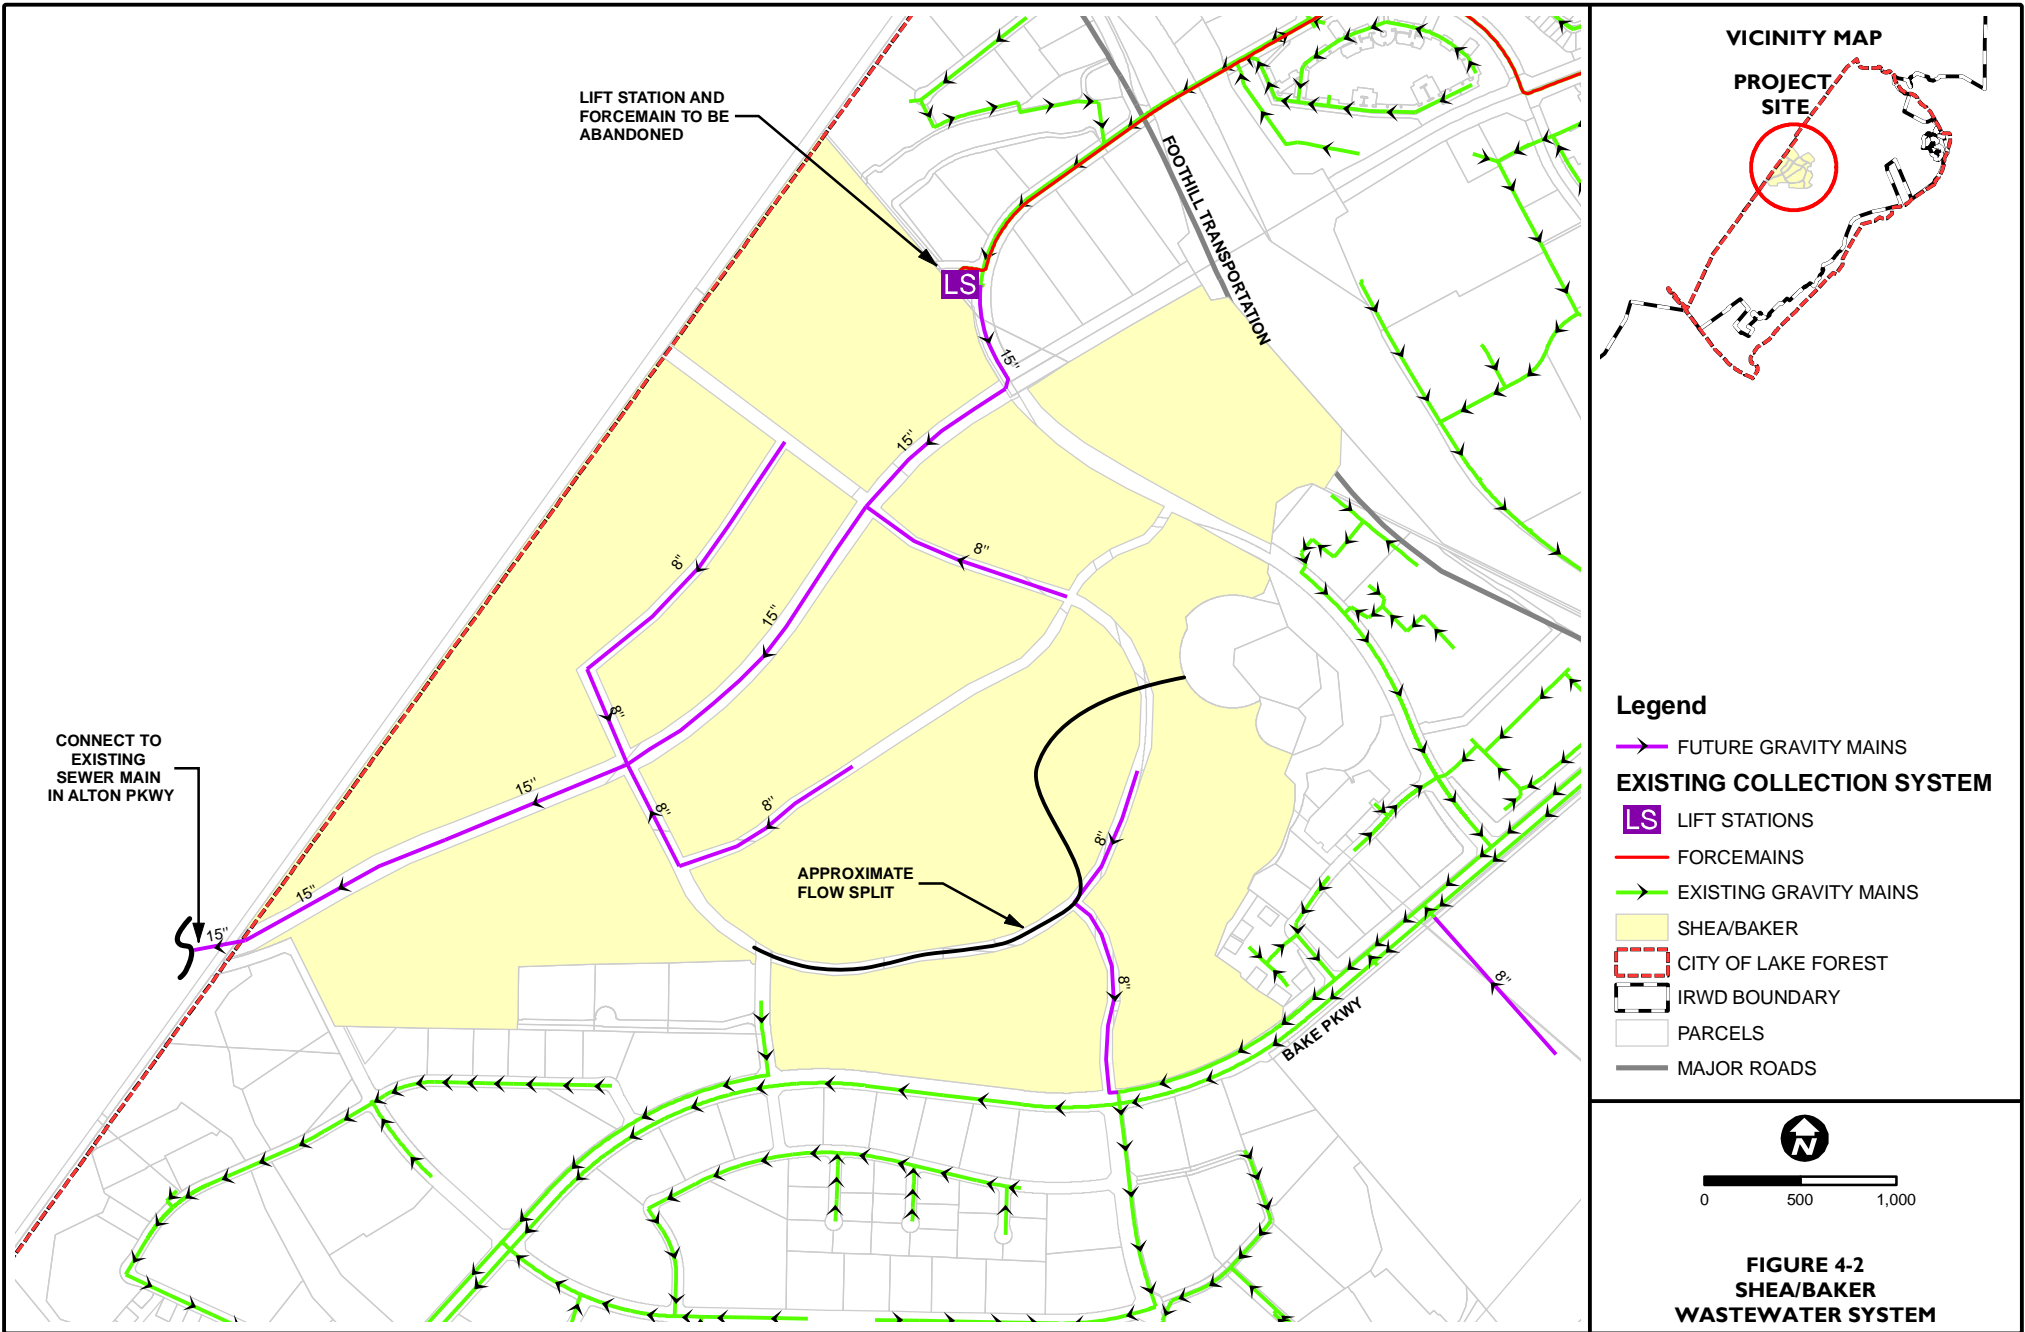 LIFT STATION AND
FORCEMAIN TO BE
ABANDONED
LS
FOOTHILL TRANSPORTATION
15"
15"
8"
8"
15"
8"
CONNECT TO
EXISTING
SEWER MAIN
IN ALTON PKWY
15"
8"
8"
8"
APPROXIMATE
FLOW SPLIT
15"
15"
8"
8"
BAKE PKWY
VICINITY MAP
PROJECT
SITE
Legend
FUTURE GRAVITY MAINS
EXISTING COLLECTION SYSTEM
LS LIFT STATIONS
FORCEMAINS
EXISTING GRAVITY MAINS
SHEA/BAKER
CITY OF LAKE FOREST
IRWD BOUNDARY
PARCELS
MAJOR ROADS
N
0 500 1,000
FIGURE 4-2
SHEA/BAKER
WASTEWATER SYSTEM